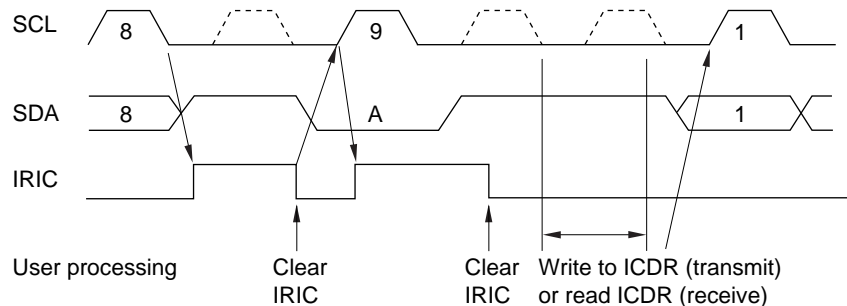 SCL 8 9 1
SDA 8 A 1
IRIC
User processing Clear Clear Write to ICDR (transmit)
IRIC IRIC or read ICDR (receive)